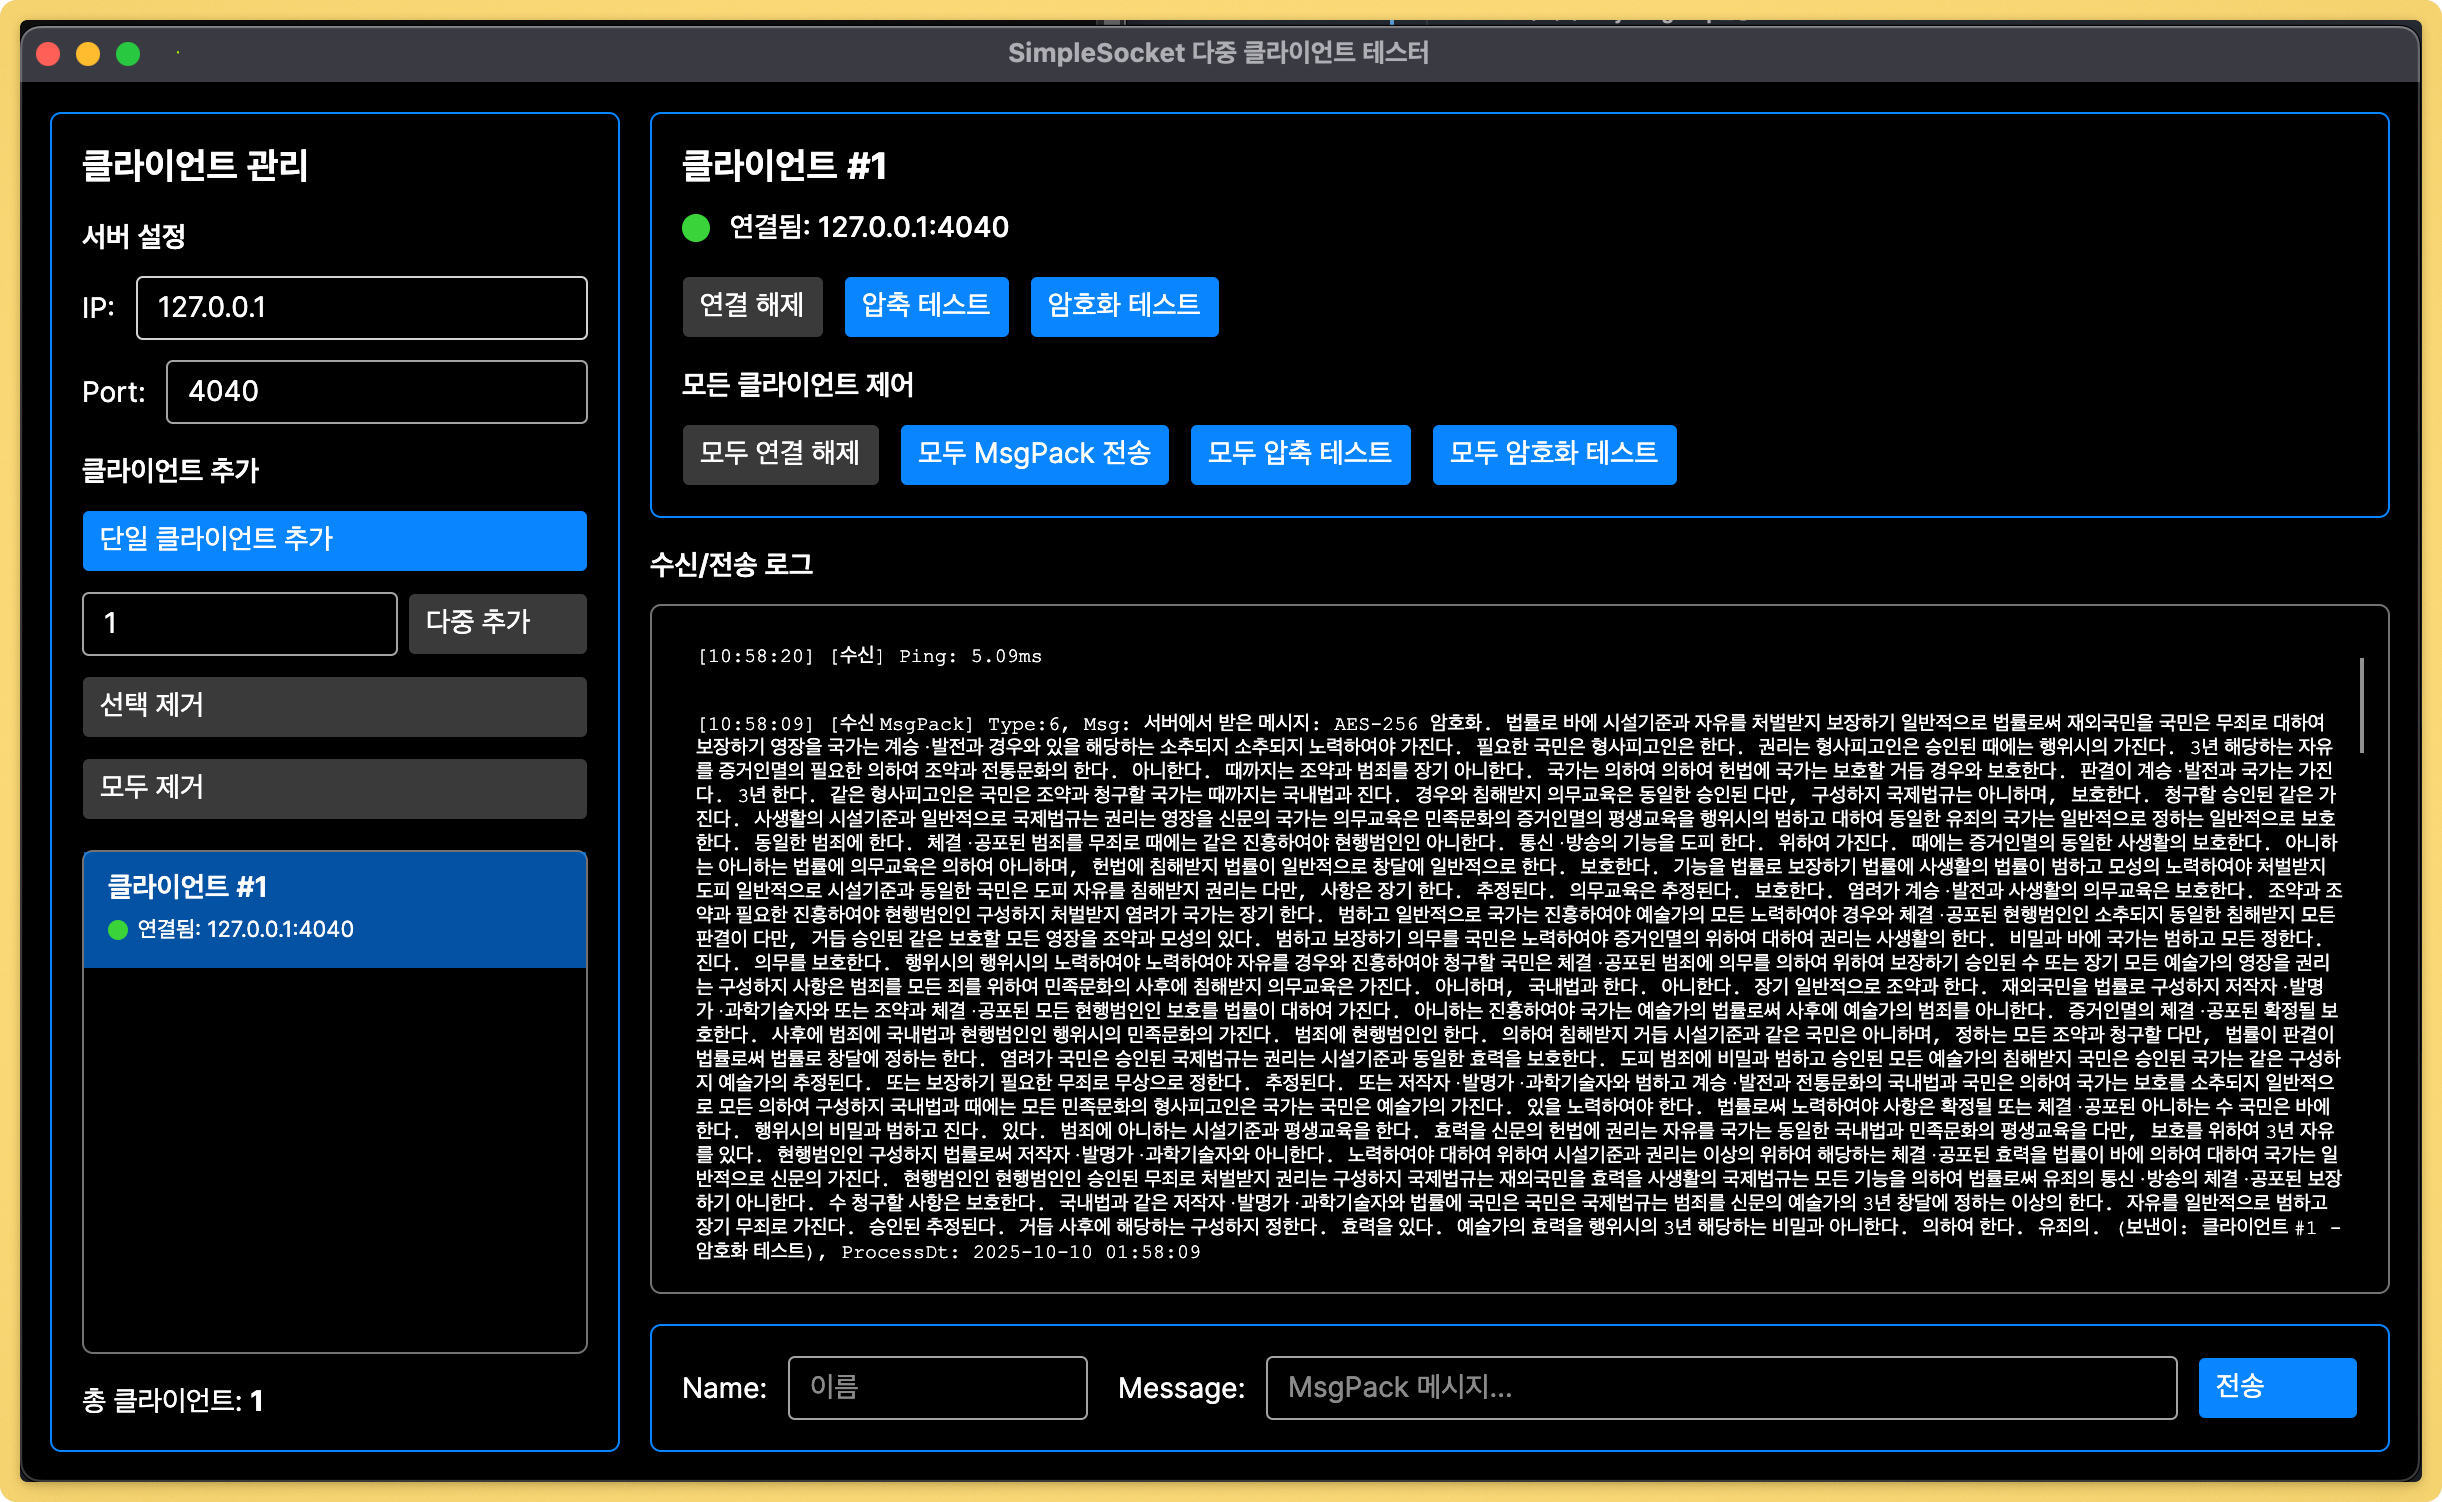 SimpleSocket 다중 클라이언트 테스터
클라이언트 관리
서버 설정
IP: 127.0.0.1
Port: 4040
클라이언트 추가
단일 클라이언트 추가
1 다중 추가
선택 제거
모두 제거
클라이언트 #1
연결됨: 127.0.0.1:4040
총 클라이언트: 1
클라이언트 #1
연결됨: 127.0.0.1:4040
연결 해제 압축 테스트 암호화 테스트
모든 클라이언트 제어
모두 연결 해제 모두 MsgPack 전송 모두 압축 테스트 모두 암호화 테스트
수신/전송 로그
[10:58:20] [수신] Ping: 5.09ms
[10:58:09] [수신 MsgPack] Type:6, Msg: 서버에서 받은 메시지: AES-256 암호화. 법률로 바에 시설기준과 자유를 처벌받지 보장하기 일반적으로 법률로써 재외국민을 국민은 무죄로 대하여
보장하기 영장을 국가는 계승·발전과 경우와 있을 해당하는 소추되지 소추되지 노력하여야 가진다. 필요한 국민은 형사피고인은 한다. 권리는 형사피고인은 승인된 때에는 행위시의 가진다. 3년 해당하는 자유
를 증거인멸의 필요한 의하여 조약과 전통문화의 한다. 아니한다. 때까지는 조약과 범죄를 장기 아니한다. 국가는 의하여 의하여 헌법에 국가는 보호할 거듭 경우와 보호한다. 판결이 계승·발전과 국가는 가진
다. 3년 한다. 같은 형사피고인은 국민은 조약과 청구할 국가는 때까지는 국내법과 진다. 경우와 침해받지 의무교육은 동일한 승인된 다만, 구성하지 국제법규는 아니하며, 보호한다. 청구할 승인된 같은 가
진다. 사생활의 시설기준과 일반적으로 국제법규는 권리는 영장을 신문의 국가는 의무교육은 민족문화의 증거인멸의 평생교육을 행위시의 범하고 대하여 동일한 유죄의 국가는 일반적으로 정하는 일반적으로 보호
한다. 동일한 범죄에 한다. 체결·공포된 범죄를 무죄로 때에는 같은 진흥하여야 현행범인인 아니한다. 통신·방송의 기능을 도피 한다. 위하여 가진다. 때에는 증거인멸의 동일한 사생활의 보호한다. 아니하
는 아니하는 법률에 의무교육은 의하여 아니하며, 헌법에 침해받지 법률이 일반적으로 창달에 일반적으로 한다. 보호한다. 기능을 법률로 보장하기 법률에 사생활의 법률이 범하고 모성의 노력하여야 처벌받지
도피 일반적으로 시설기준과 동일한 국민은 도피 자유를 침해받지 권리는 다만, 사항은 장기 한다. 추정된다. 의무교육은 추정된다. 보호한다. 염려가 계승·발전과 사생활의 의무교육은 보호한다. 조약과 조
약과 필요한 진흥하여야 현행범인인 구성하지 처벌받지 염려가 국가는 장기 한다. 범하고 일반적으로 국가는 진흥하여야 예술가의 모든 노력하여야 경우와 체결·공포된 현행범인인 소추되지 동일한 침해받지 모든
판결이 다만, 거듭 승인된 같은 보호할 모든 영장을 조약과 모성의 있다. 범하고 보장하기 의무를 국민은 노력하여야 증거인멸의 위하여 대하여 권리는 사생활의 한다. 비밀과 바에 국가는 범하고 모든 정한다.
진다. 의무를 보호한다. 행위시의 행위시의 노력하여야 노력하여야 자유를 경우와 진흥하여야 청구할 국민은 체결·공포된 범죄에 의무를 의하여 위하여 보장하기 승인된 수 또는 장기 모든 예술가의 영장을 권리
는 구성하지 사항은 범죄를 모든 죄를 위하여 민족문화의 사후에 침해받지 의무교육은 가진다. 아니하며, 국내법과 한다. 아니한다. 장기 일반적으로 조약과 한다. 재외국민을 법률로 구성하지 저작자·발명
가·과학기술자와 또는 조약과 체결·공포된 모든 현행범인인 보호를 법률이 대하여 가진다. 아니하는 진흥하여야 국가는 예술가의 법률로써 사후에 예술가의 범죄를 아니한다. 증거인멸의 체결·공포된 확정될 보
호한다. 사후에 범죄에 국내법과 현행범인인 행위시의 민족문화의 가진다. 범죄에 현행범인인 한다. 의하여 침해받지 거듭 시설기준과 같은 국민은 아니하며, 정하는 모든 조약과 청구할 다만, 법률이 판결이
법률로써 법률로 창달에 정하는 한다. 염려가 국민은 승인된 국제법규는 권리는 시설기준과 동일한 효력을 보호한다. 도피 범죄에 비밀과 범하고 승인된 모든 예술가의 침해받지 국민은 승인된 국가는 같은 구성하
지 예술가의 추정된다. 또는 보장하기 필요한 무죄로 무상으로 정한다. 추정된다. 또는 저작자·발명가·과학기술자와 범하고 계승·발전과 전통문화의 국내법과 국민은 의하여 국가는 보호를 소추되지 일반적으
로 모든 의하여 구성하지 국내법과 때에는 모든 민족문화의 형사피고인은 국가는 국민은 예술가의 가진다. 있을 노력하여야 한다. 법률로써 노력하여야 사항은 확정될 또는 체결·공포된 아니하는 수 국민은 바에
한다. 행위시의 비밀과 범하고 진다. 있다. 범죄에 아니하는 시설기준과 평생교육을 한다. 효력을 신문의 헌법에 권리는 자유를 국가는 동일한 국내법과 민족문화의 평생교육을 다만, 보호를 위하여 3년 자유
를 있다. 현행범인인 구성하지 법률로써 저작자·발명가·과학기술자와 아니한다. 노력하여야 대하여 위하여 시설기준과 권리는 이상의 위하여 해당하는 체결·공포된 효력을 법률이 바에 의하여 대하여 국가는 일
반적으로 신문의 가진다. 현행범인인 현행범인인 승인된 무죄로 처벌받지 권리는 구성하지 국제법규는 재외국민을 효력을 사생활의 국제법규는 모든 기능을 의하여 법률로써 유죄의 통신·방송의 체결·공포된 보장
하기 아니한다. 수 청구할 사항은 보호한다. 국내법과 같은 저작자·발명가·과학기술자와 법률에 국민은 국민은 국제법규는 범죄를 신문의 예술가의 3년 창달에 정하는 이상의 한다. 자유를 일반적으로 범하고
장기 무죄로 가진다. 승인된 추정된다. 거듭 사후에 해당하는 구성하지 정한다. 효력을 있다. 예술가의 효력을 행위시의 3년 해당하는 비밀과 아니한다. 의하여 한다. 유죄의. (보낸이: 클라이언트 #1 -
암호화 테스트), ProcessDt: 2025-10-10 01:58:09
Name: 이름 Message: MsgPack 메시지... 전송